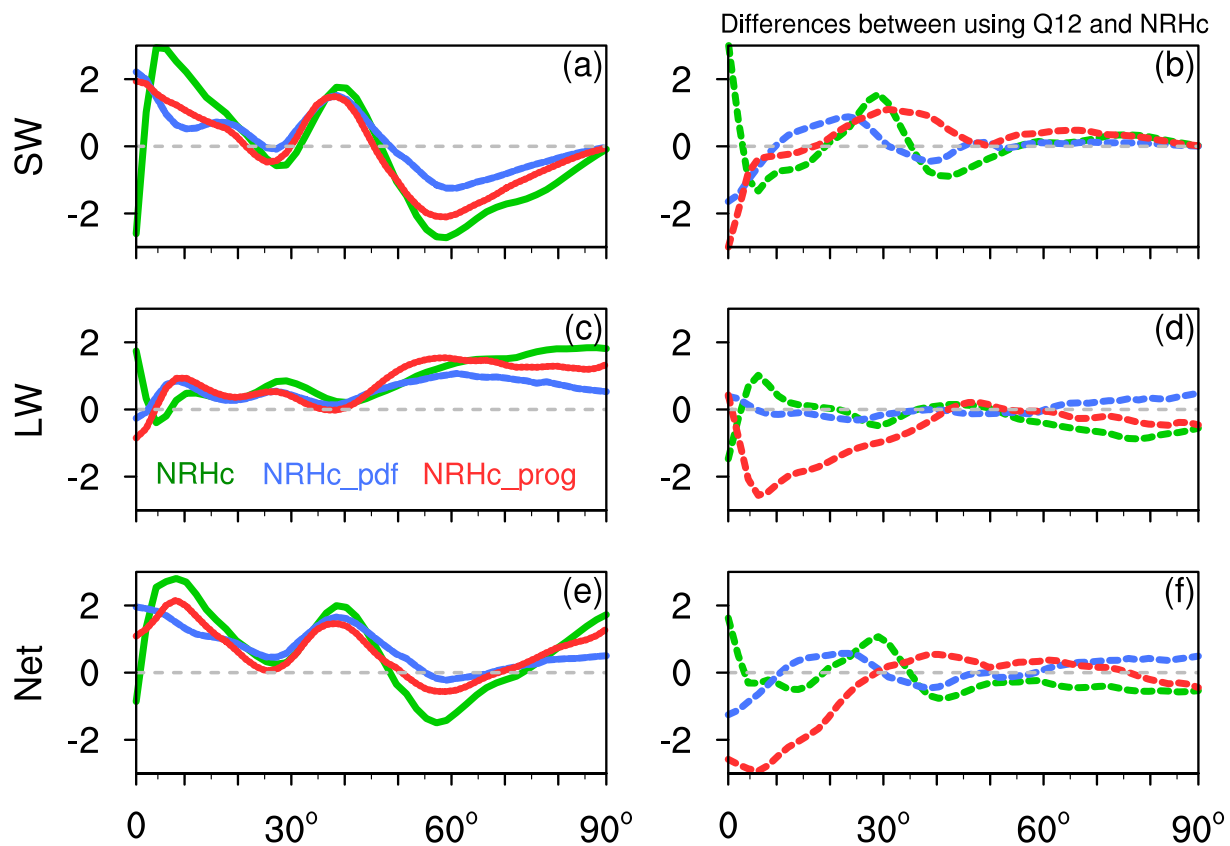 Differences between using Q12 and NRHc
SW
2
0
-2
(a)
2
0
-2
(b)
LW
2
0
-2
(c)
NRHc NRHc_pdf NRHc_prog
2
0
-2
(d)
Net
2
0
-2
(e)
2
0
-2
(f)
0 30° 60° 90°
0 30° 60° 90°